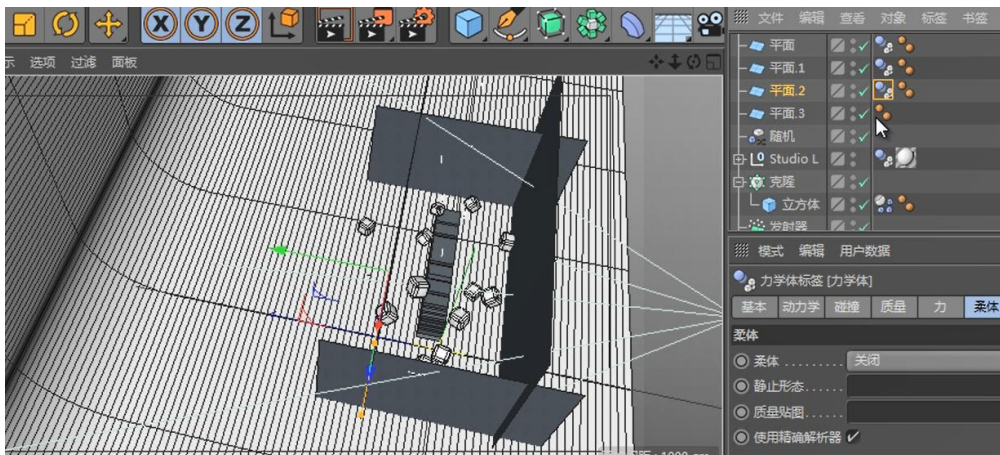 X Y Z
文件 编辑 查看 对象 标签 书签
示 选项 过滤 面板
平面
平面.1
平面.2
平面.3
随机
Studio L
克隆
立方体
发射器
模式 编辑 用户数据
力学体标签 [力学体]
基本 动力学 碰撞 质量 力 柔体
柔体
柔体 . . . . . . . . . 关闭
静止形态. . . . .
质量贴图. . . . .
使用精确解析器